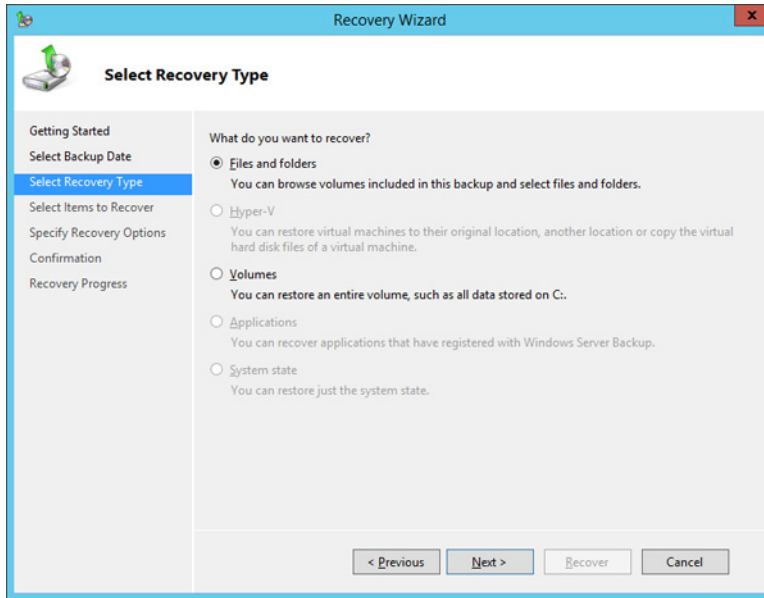 Recovery Wizard
x
Select Recovery Type
Getting Started
Select Backup Date
Select Recovery Type
Select Items to Recover
Specify Recovery Options
Confirmation
Recovery Progress
What do you want to recover?
Files and folders
You can browse volumes included in this backup and select files and folders.
Hyper-V
You can restore virtual machines to their original location, another location or copy the virtual
hard disk files of a virtual machine.
Volumes
You can restore an entire volume, such as all data stored on C:.
Applications
You can recover applications that have registered with Windows Server Backup.
System state
You can restore just the system state.
< Previous
Next >
Recover
Cancel